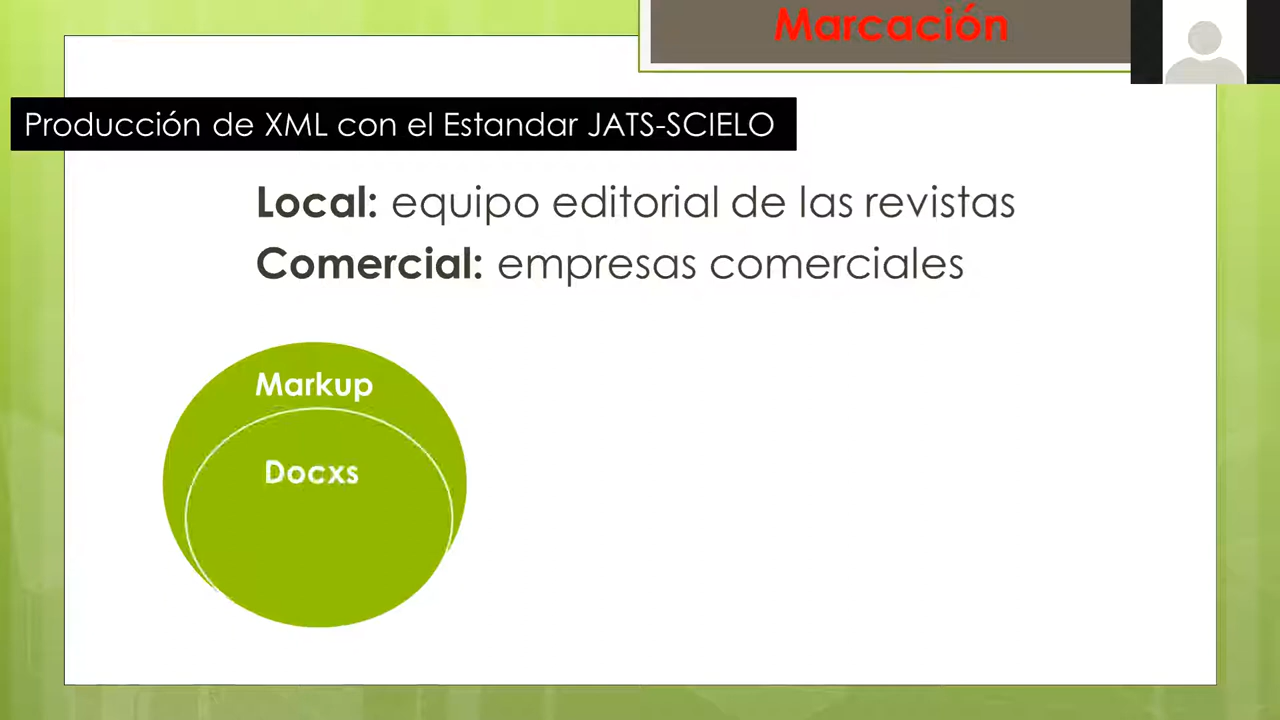 Marcación
Producción de XML con el Estandar JATS-SCIELO
Local: equipo editorial de las revistas
Comercial: empresas comerciales
Markup
Docxs